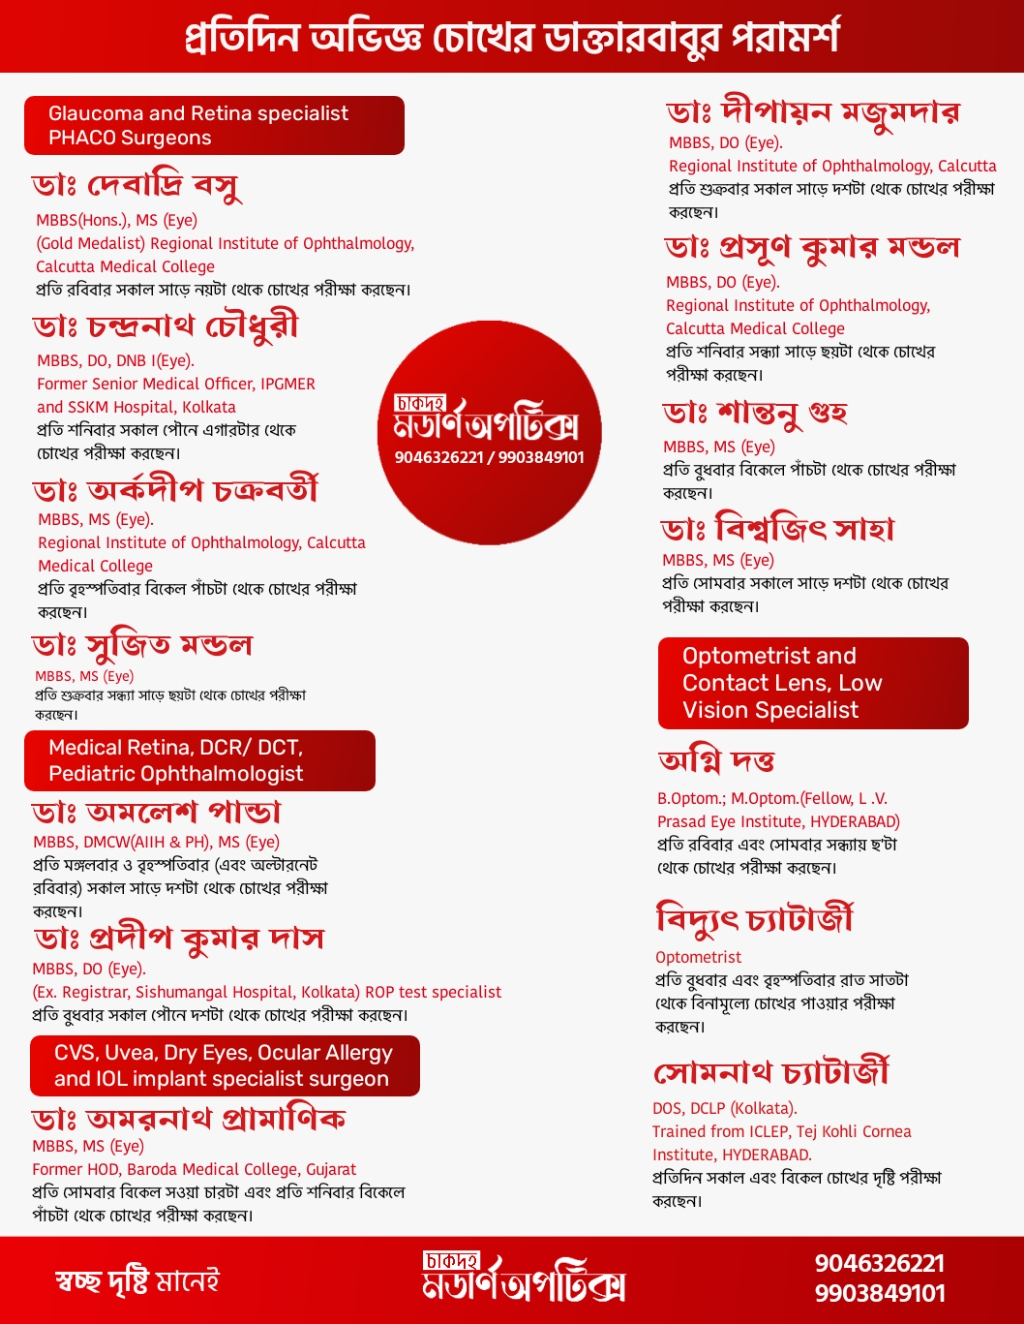 প্রতিদিন অভিজ্ঞ চোখের ডাক্তারবাবুর পরামর্শ
Glaucoma and Retina specialist
PHACO Surgeons
ডাঃ দেবাদ্রি বসু
MBBS(Hons.), MS (Eye)
(Gold Medalist) Regional Institute of Ophthalmology,
Calcutta Medical College
প্রতি রবিবার সকাল সাড়ে নয়টা থেকে চোখের পরীক্ষা করছেন।
ডাঃ চন্দ্রনাথ চৌধুরী
MBBS, DO, DNB I(Eye).
Former Senior Medical Officer, IPGMER
and SSKM Hospital, Kolkata
প্রতি শনিবার সকাল পৌনে এগারটার থেকে
চোখের পরীক্ষা করছেন।
ডাঃ অর্কদীপ চক্রবর্তী
MBBS, MS (Eye).
Regional Institute of Ophthalmology, Calcutta
Medical College
প্রতি বৃহস্পতিবার বিকেল পাঁচটা থেকে চোখের পরীক্ষা
করছেন।
ডাঃ সুজিত মন্ডল
MBBS, MS (Eye)
প্রতি শুক্রবার সন্ধ্যা সাড়ে ছয়টা থেকে চোখের পরীক্ষা
করছেন।
Medical Retina, DCR/ DCT,
Pediatric Ophthalmologist
ডাঃ অমলেশ পান্ডা
MBBS, DMCW(AIIH & PH), MS (Eye)
প্রতি মঙ্গলবার ও বৃহস্পতিবার (এবং অল্টারনেট
রবিবার) সকাল সাড়ে দশটা থেকে চোখের পরীক্ষা
করছেন।
ডাঃ প্রদীপ কুমার দাস
MBBS, DO (Eye).
(Ex. Registrar, Sishumangal Hospital, Kolkata) ROP test specialist
প্রতি বুধবার সকাল পৌনে দশটা থেকে চোখের পরীক্ষা করছেন।
CVS, Uvea, Dry Eyes, Ocular Allergy
and IOL implant specialist surgeon
ডাঃ অমরনাথ প্রামাণিক
MBBS, MS (Eye)
Former HOD, Baroda Medical College, Gujarat
প্রতি সোমবার বিকেল সওয়া চারটা এবং প্রতি শনিবার বিকেলে
পাঁচটা থেকে চোখের পরীক্ষা করছেন।
চাকদহ
মডার্ণ অপটিক্স
9046326221 / 9903849101
ডাঃ দীপায়ন মজুমদার
MBBS, DO (Eye).
Regional Institute of Ophthalmology, Calcutta
প্রতি শুক্রবার সকাল সাড়ে দশটা থেকে চোখের পরীক্ষা
করছেন।
ডাঃ প্রসূণ কুমার মন্ডল
MBBS, DO (Eye).
Regional Institute of Ophthalmology,
Calcutta Medical College
প্রতি শনিবার সন্ধ্যা সাড়ে ছয়টা থেকে চোখের
পরীক্ষা করছেন।
ডাঃ শান্তনু গুহ
MBBS, MS (Eye)
প্রতি বুধবার বিকেলে পাঁচটা থেকে চোখের পরীক্ষা
করছেন।
ডাঃ বিশ্বজিৎ সাহা
MBBS, MS (Eye)
প্রতি সোমবার সকালে সাড়ে দশটা থেকে চোখের
পরীক্ষা করছেন।
Optometrist and
Contact Lens, Low
Vision Specialist
অগ্নি দত্ত
B.Optom.; M.Optom.(Fellow, L .V.
Prasad Eye Institute, HYDERABAD)
প্রতি রবিবার এবং সোমবার সন্ধ্যায় ছ'টা
থেকে চোখের পরীক্ষা করছেন।
বিদ্যুৎ চ্যাটার্জী
Optometrist
প্রতি বুধবার এবং বৃহস্পতিবার রাত সাতটা
থেকে বিনামূল্যে চোখের পাওয়ার পরীক্ষা
করছেন।
সোমনাথ চ্যাটার্জী
DOS, DCLP (Kolkata).
Trained from ICLEP, Tej Kohli Cornea
Institute, HYDERABAD.
প্রতিদিন সকাল এবং বিকেল চোখের দৃষ্টি পরীক্ষা
করছেন।
স্বচ্ছ দৃষ্টি মানেই
চাকদহ
মডার্ণ অপটিক্স
9046326221
9903849101